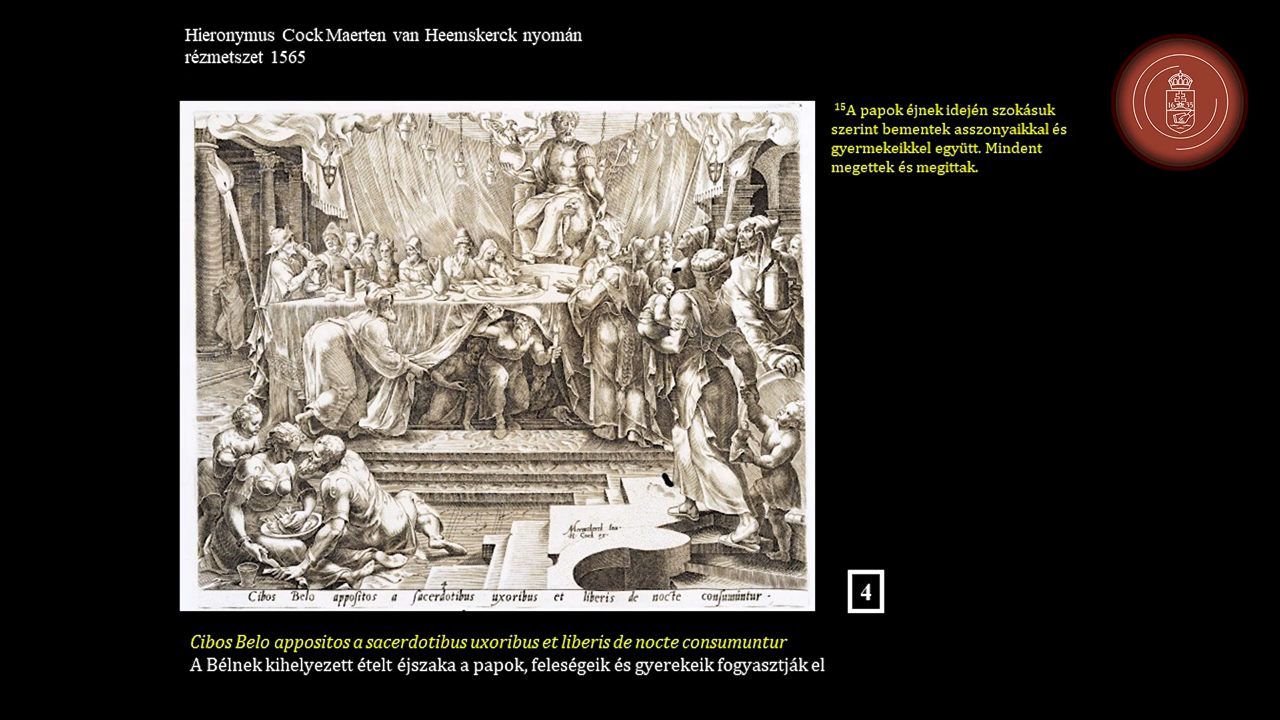 Hieronymus Cock Maerten van Heemskerck nyomán
rézmetszet 1565
¹⁵A papok éjnek idején szokásuk
szerint bementek asszonyaikkal és
gyermekeikkel együtt. Mindent
megettek és megittak.
Cock
4
Cibos Belo appositos a sacerdotibus uxoribus et liberis de nocte consumuntur .
4
Cibos Belo appositos a sacerdotibus uxoribus et liberis de nocte consumuntur
A Bélnek kihelyezett ételt éjszaka a papok, feleségeik és gyerekeik fogyasztják el